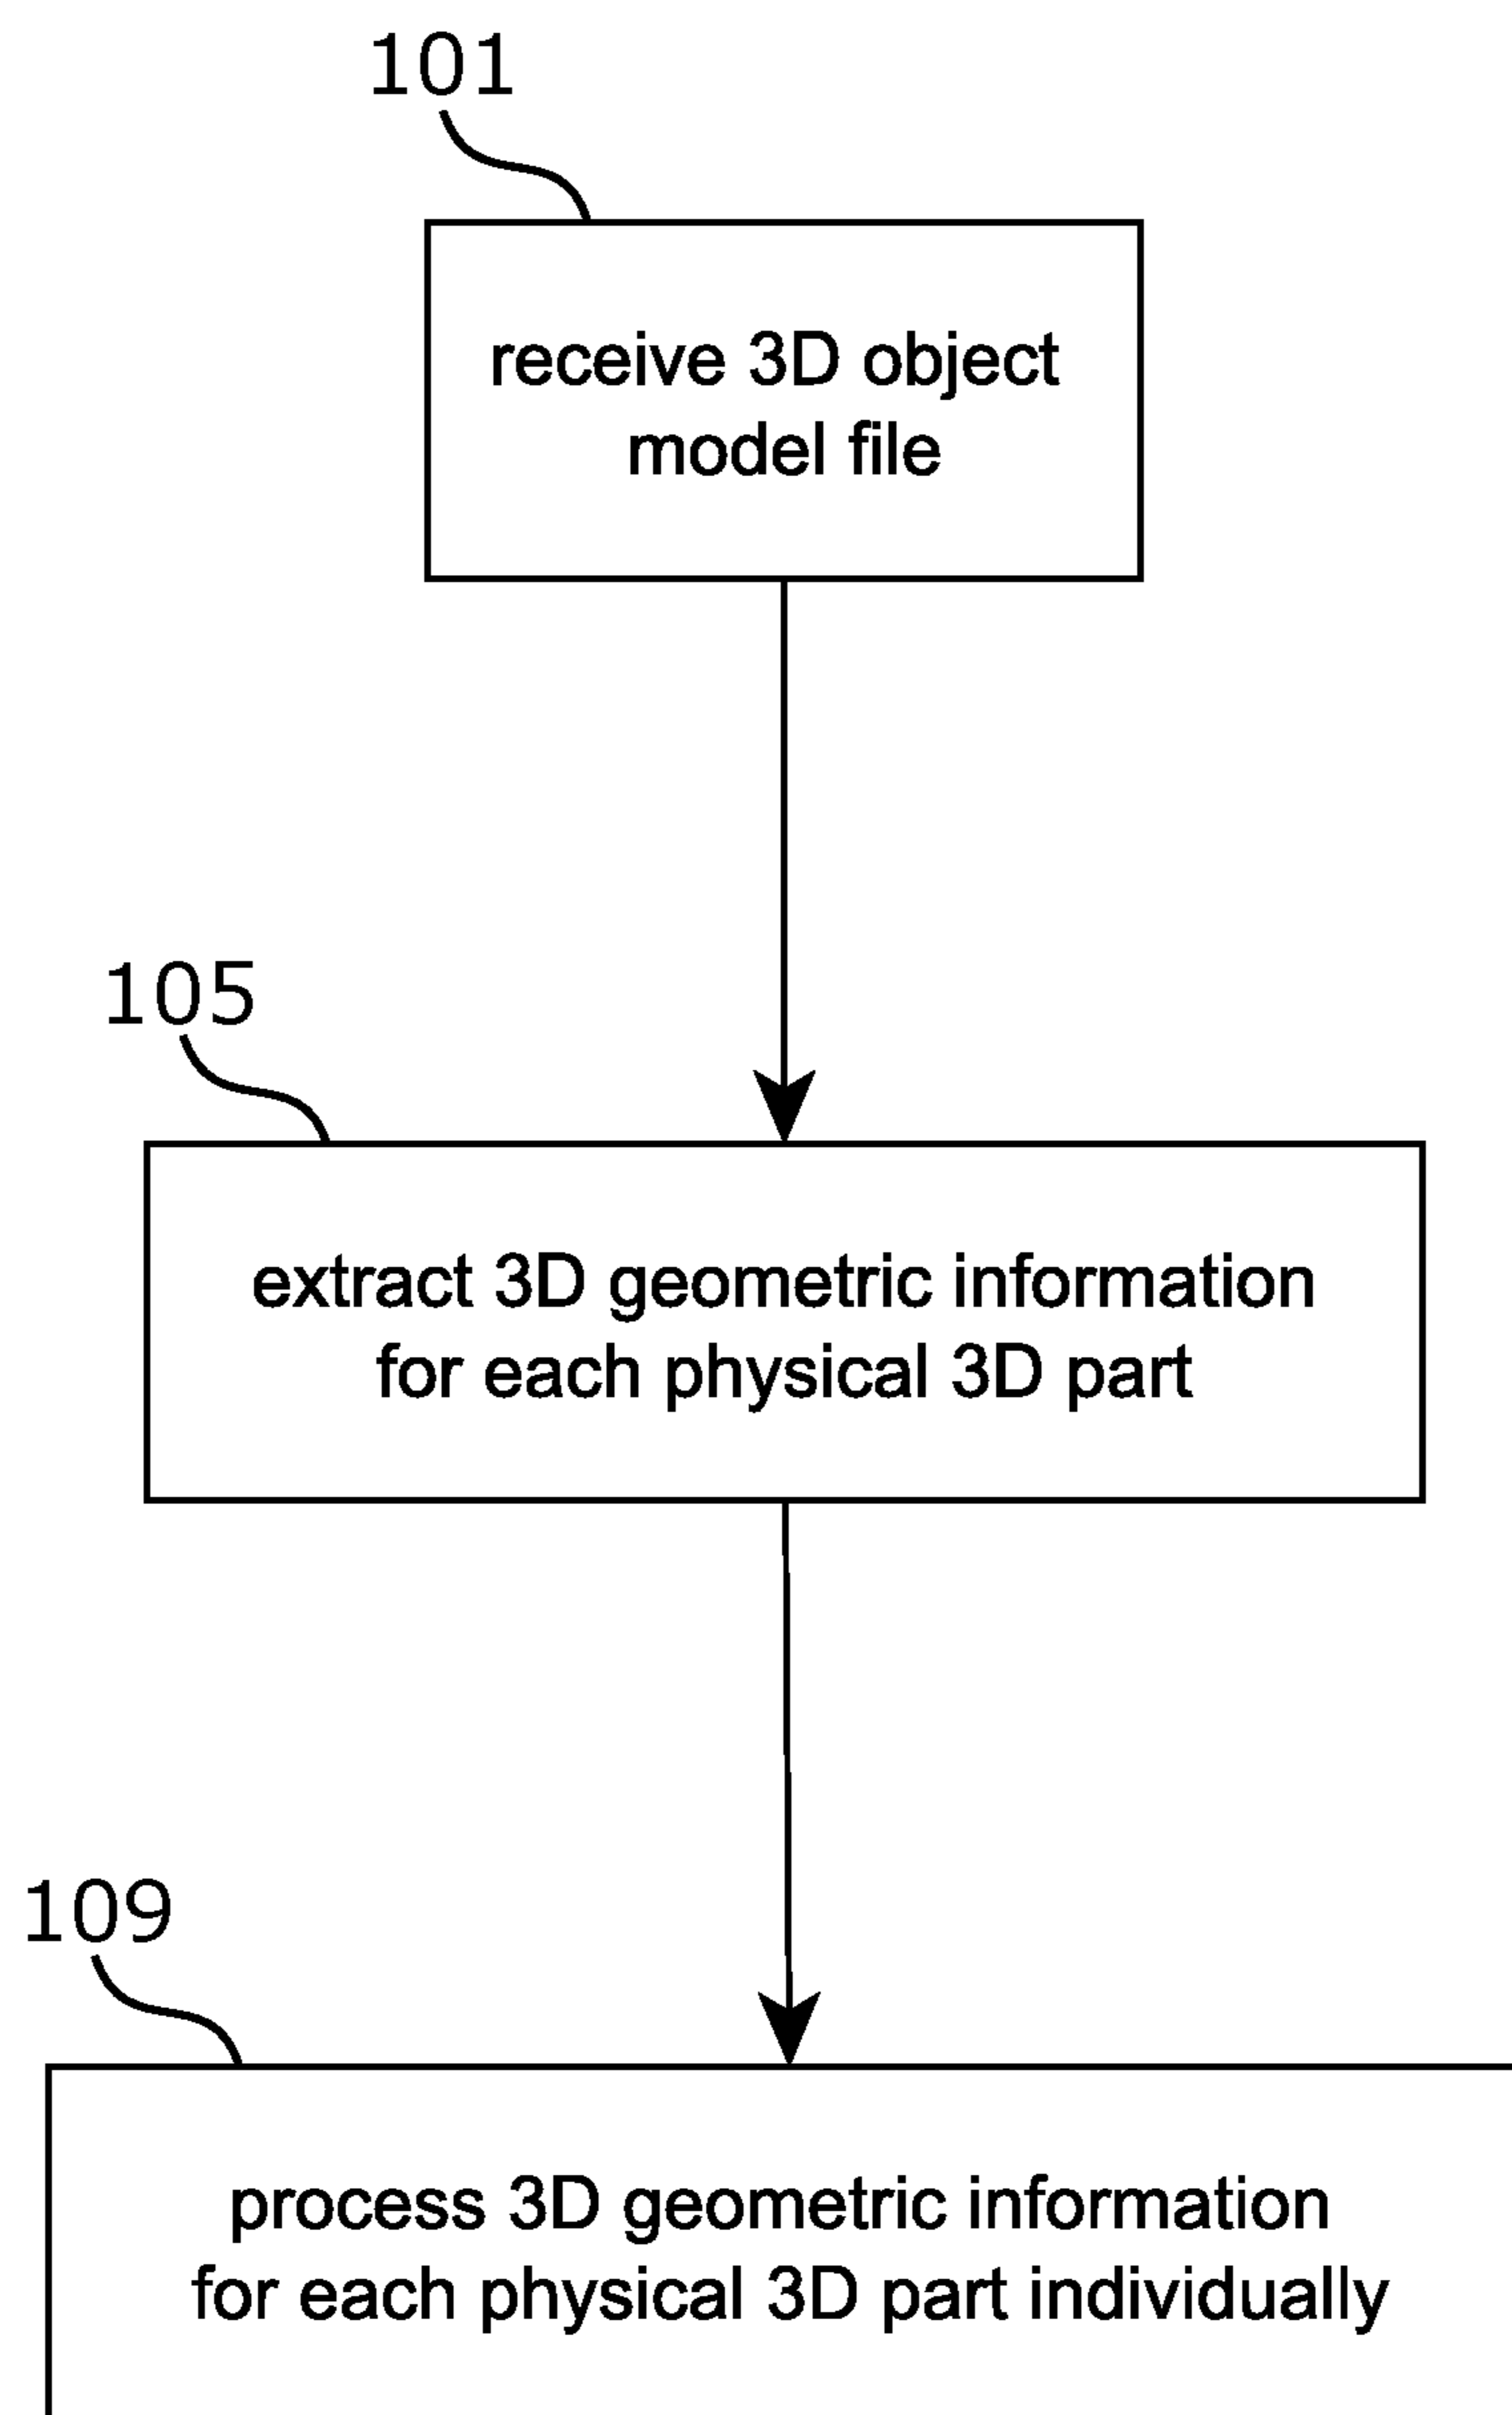 101
receive 3D object
model file
105
extract 3D geometric information
for each physical 3D part
109
process 3D geometric information
for each physical 3D part individually